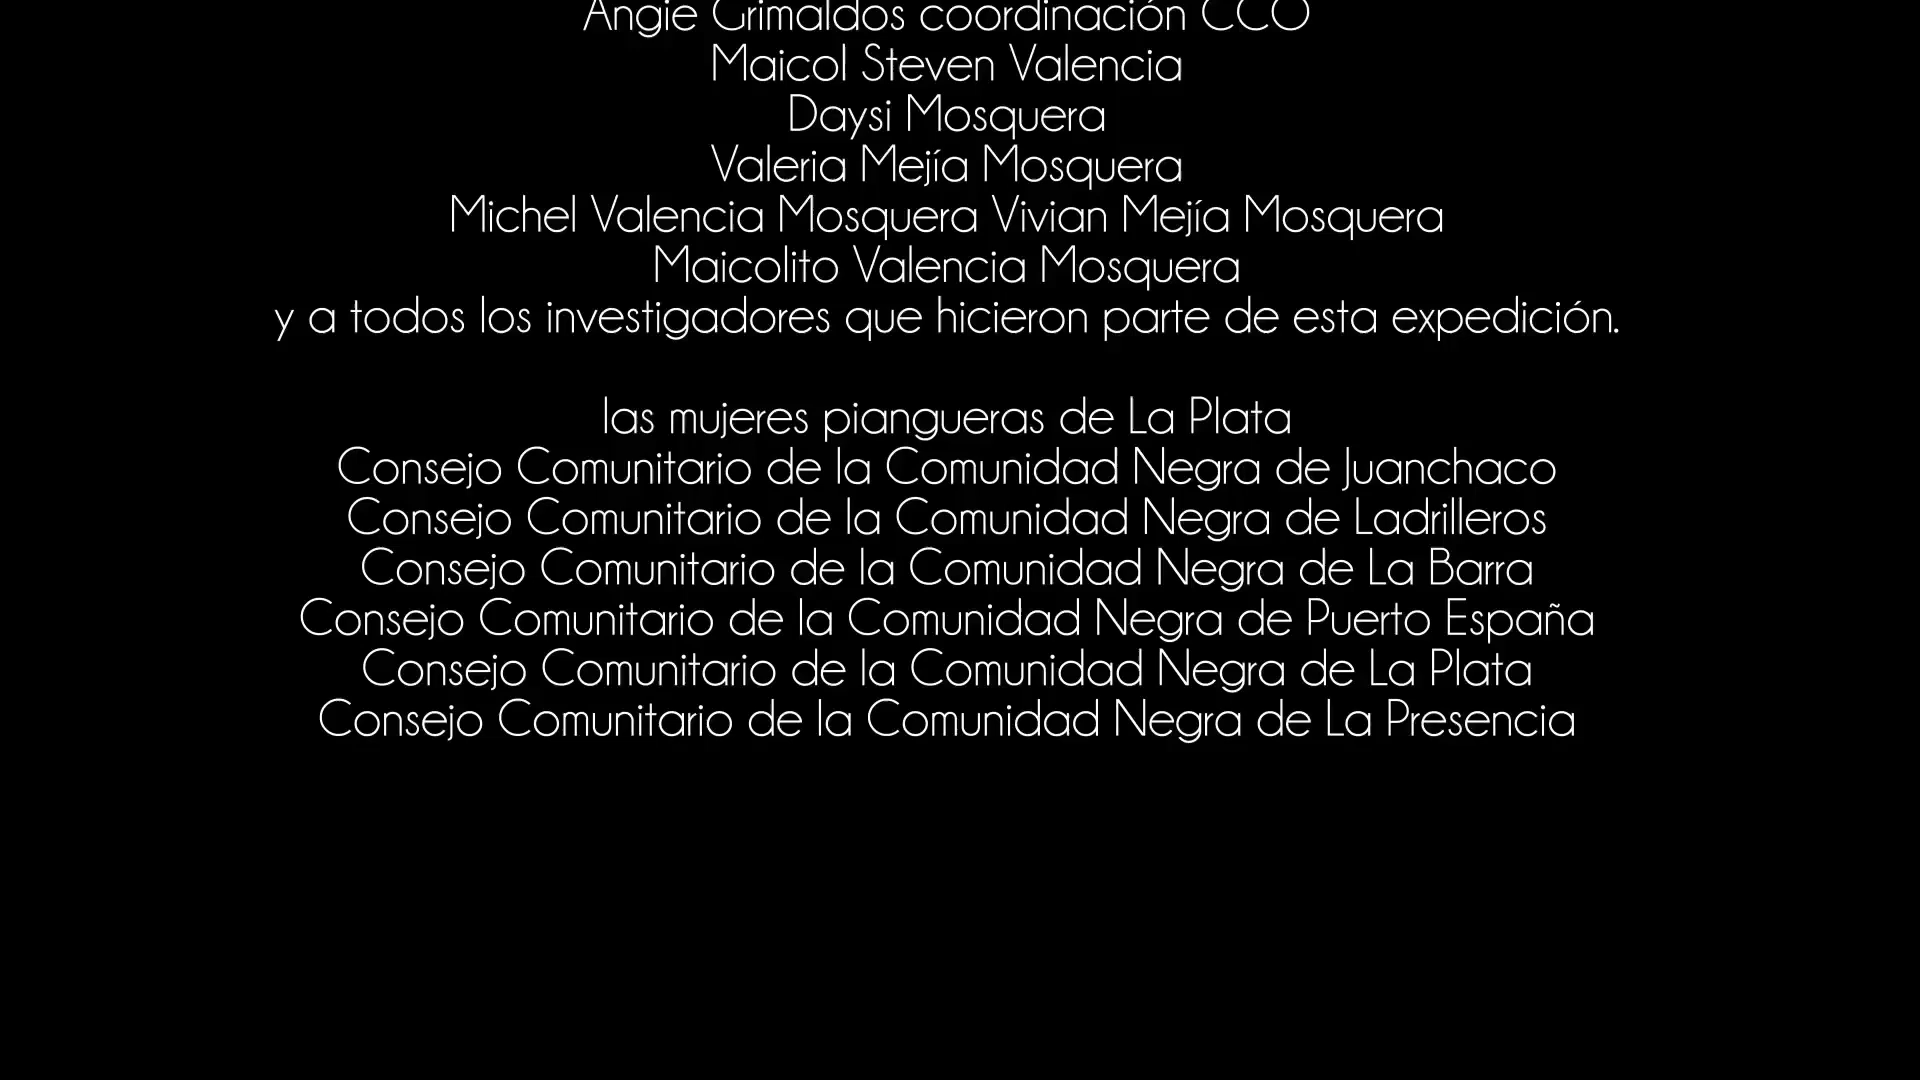 Angie Grimaldos coordinación CCO
Maicol Steven Valencia
Daysi Mosquera
Valeria Mejía Mosquera
Michel Valencia Mosquera Vivian Mejía Mosquera
Maicolito Valencia Mosquera
y a todos los investigadores que hicieron parte de esta expedición.
las mujeres piangueras de La Plata
Consejo Comunitario de la Comunidad Negra de Juanchaco
Consejo Comunitario de la Comunidad Negra de Ladrilleros
Consejo Comunitario de la Comunidad Negra de La Barra
Consejo Comunitario de la Comunidad Negra de Puerto España
Consejo Comunitario de la Comunidad Negra de La Plata
Consejo Comunitario de la Comunidad Negra de La Presencia